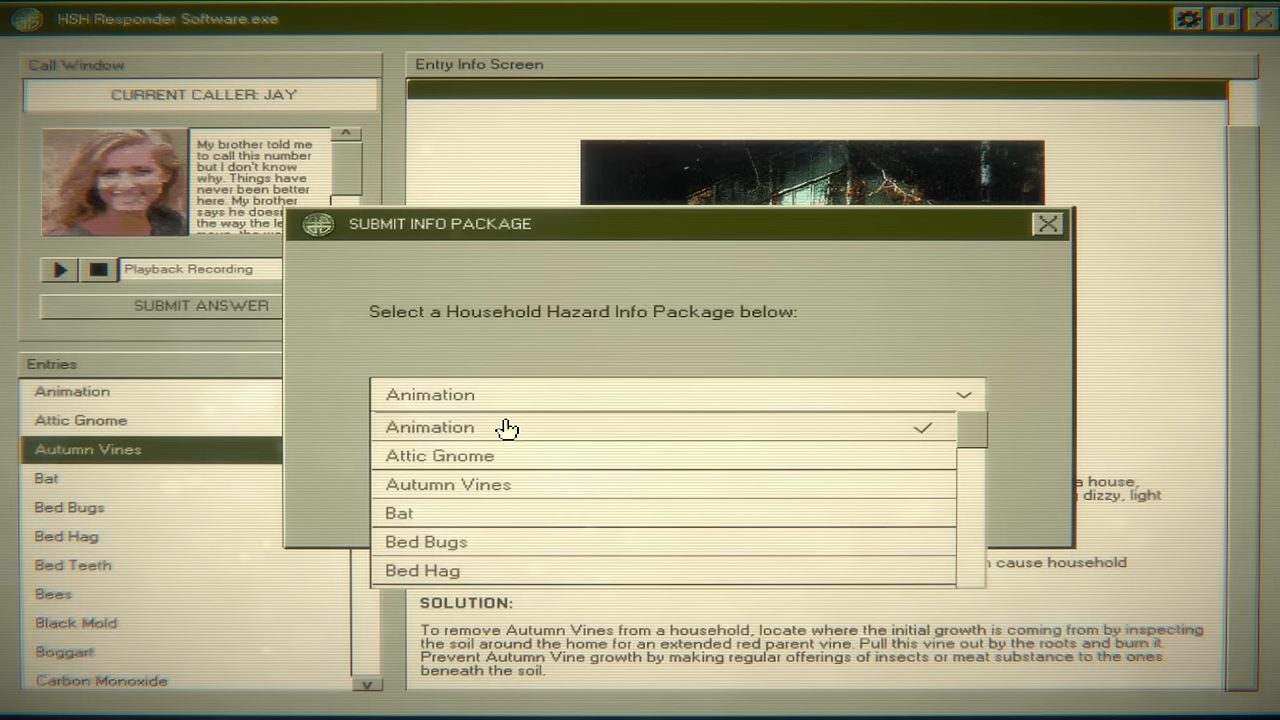 HSH Responder Software.exe
Call Window
CURRENT CALLER: JAY
My brother told me
to call this number
but I don't know
why. Things have
never been better
here. My brother
says he
the way the
Playback Recording
SUBMIT ANSWER
Entries
Animation
Attic Gnome
Autumn Vines
Bat
Bed Bugs
Bed Hag
Bed Teeth
Bees
Black Mold
Boggart
Carbon Monoxide
Entry Info Screen
SUBMIT INFO PACKAGE
Select a Household Hazard Info Package below:
Animation
Animation
Attic Gnome
Autumn Vines
Bat
Bed Bugs
Bed Hag
a house,
dizzy, light
cause household
SOLUTION:
To remove Autumn Vines from a household, locate where the initial growth is coming from by inspecting
the soil around the home for an extended red parent vine. Pull this vine out by the roots and burn it.
Prevent Autumn Vine growth by making regular offerings of insects or meat substance to the ones
beneath the soil.